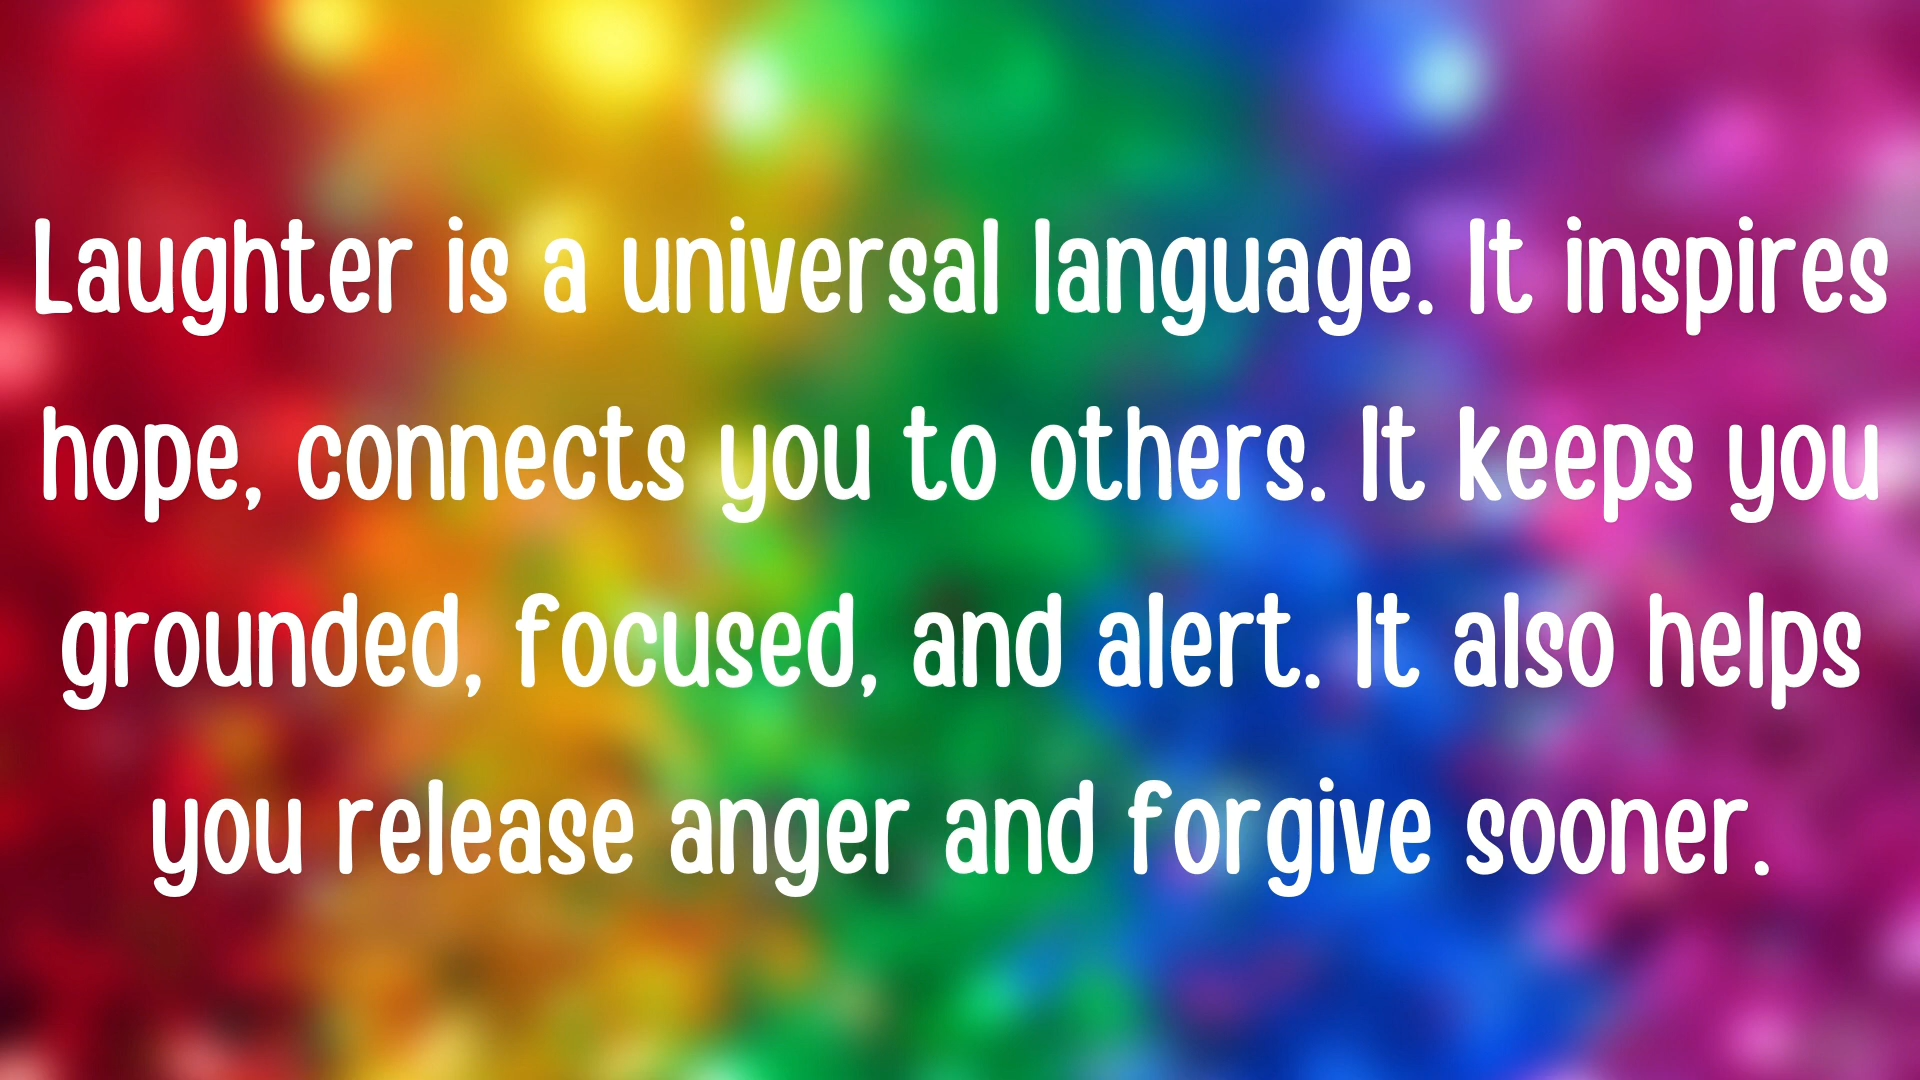 Laughter is a universal language. It inspires
hope, connects you to others. It keeps you
grounded, focused, and alert. It also helps
you release anger and forgive sooner.